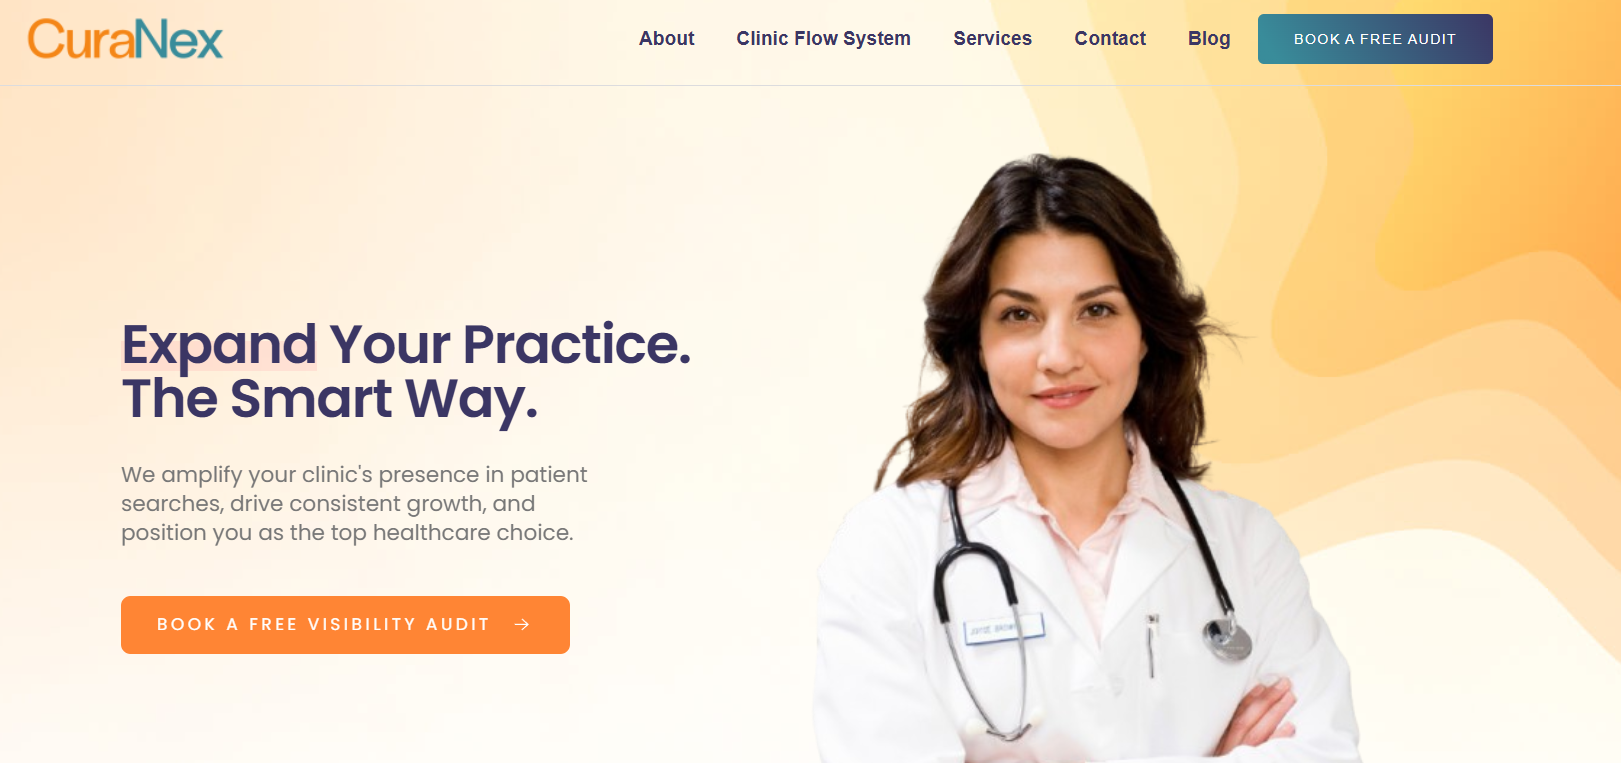 CuraNex
About
Clinic Flow System
Services
Contact
Blog
BOOK A FREE AUDIT
Expand Your Practice.
The Smart Way.
We amplify your clinic's presence in patient
searches, drive consistent growth, and
position you as the top healthcare choice.
BOOK A FREE VISIBILITY AUDIT →